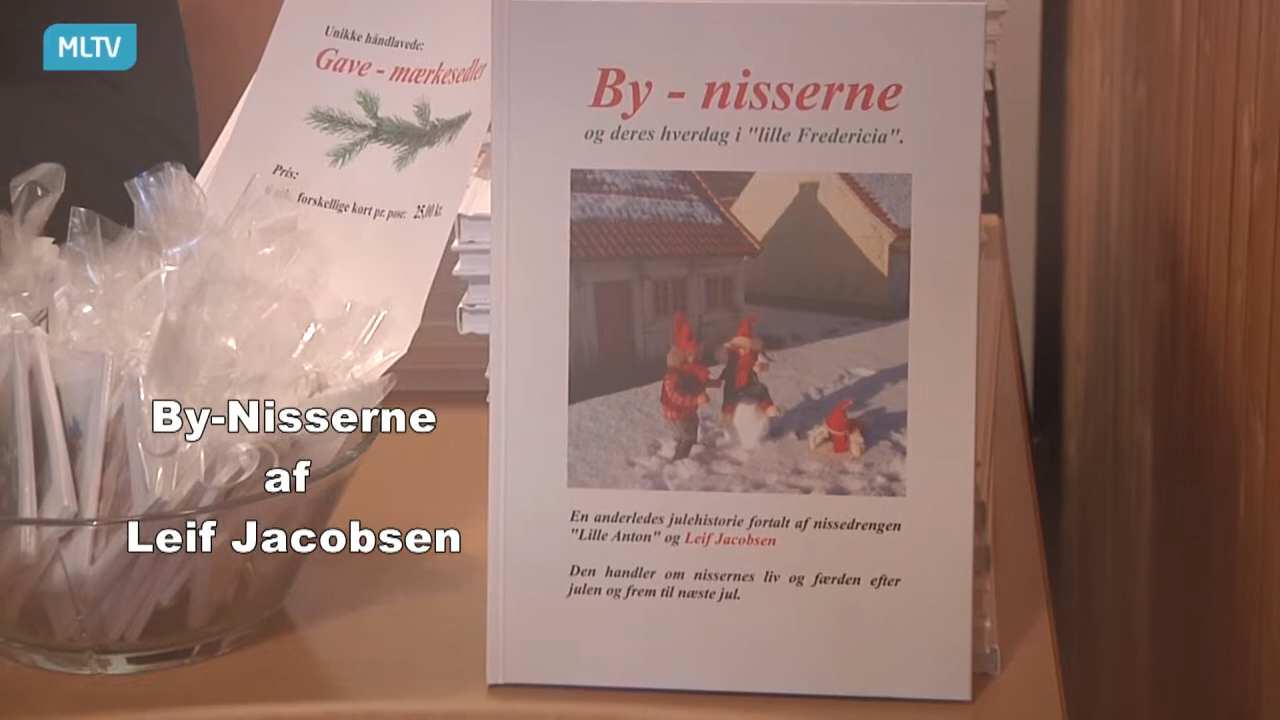 MLTV
Unikke håndlavede:
Gave - mærkesedler
Pris:
forskellige kort pr. pose: 25,00 kr.
By - nisserne
og deres hverdag i "lille Fredericia".
En anderledes julehistorie fortalt af nissedrengen
"Lille Anton" og Leif Jacobsen
Den handler om nissernes liv og færden efter
julen og frem til næste jul.
By-Nisserne
af
Leif Jacobsen